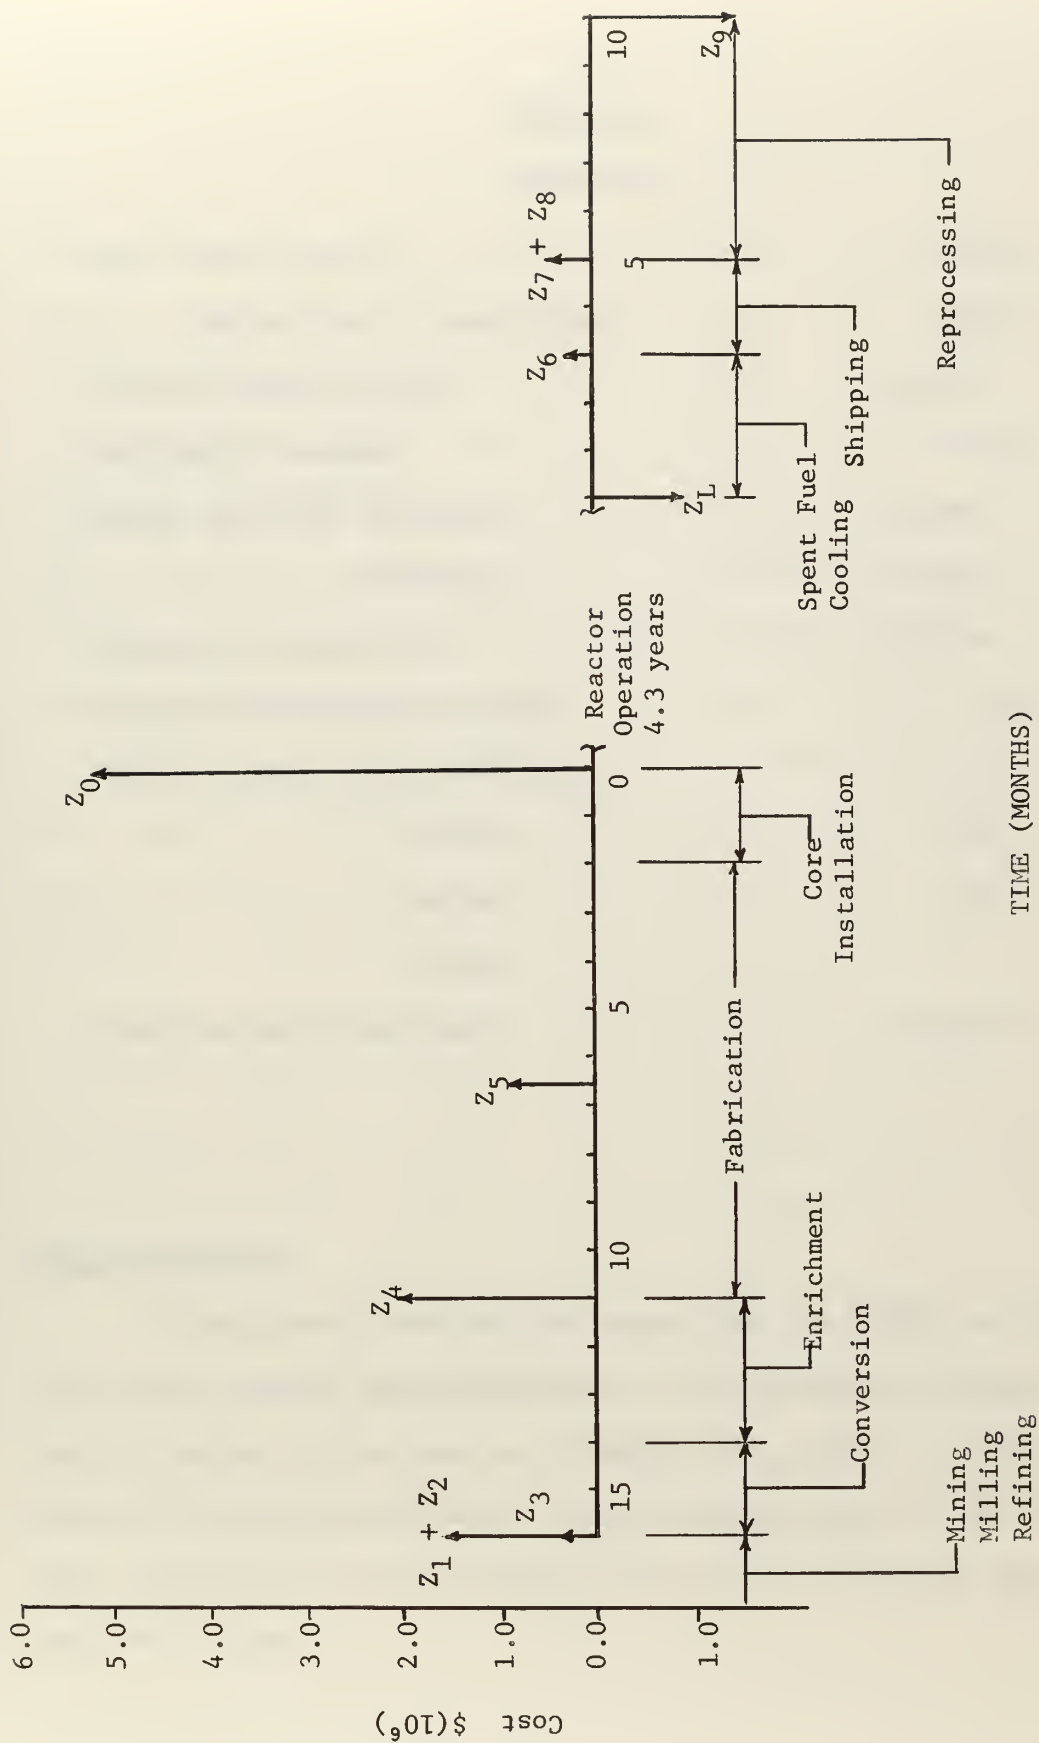 Cost $(10⁶)
6.0
5.0
4.0
3.0
2.0
1.0
0.0
1.0
Z1 + Z2
Z3
Z4
Z5
Z0
Z6
Z7 + Z8
ZL
Z9
15
10
5
0
5
10
Reactor
Operation
4.3 years
Mining
Milling
Refining
Conversion
Enrichment
Fabrication
Core
Installation
Spent Fuel
Cooling
Shipping
Reprocessing
TIME (MONTHS)